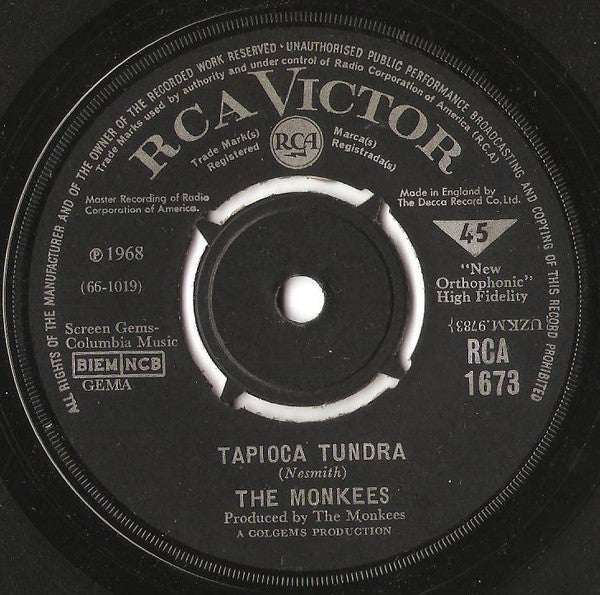 ALL RIGHTS OF THE MANUFACTURER AND OF THE OWNER OF THE RECORDED WORK RESERVED · UNAUTHORISED PUBLIC PERFORMANCE BROADCASTING AND COPYING OF THIS RECORD PROHIBITED
Trade Marks used by authority and under control of Radio Corporation of America (RCA)
RCA VICTOR
Trade Mark(s)
Registered
RCA
Marca(s)
Registrada(s)
Master Recording of Radio
Corporation of America.
Made in England by
The Decca Record Co. Ltd.
℗ 1968
(66-1019)
45
"New
Orthophonic"
High Fidelity
Screen Gems-
Columbia Music
BIEM NCB
GEMA
UZKM.9783}
RCA
1673
TAPIOCA TUNDRA
(Nesmith)
THE MONKEES
Produced by The Monkees
A COLGEMS PRODUCTION